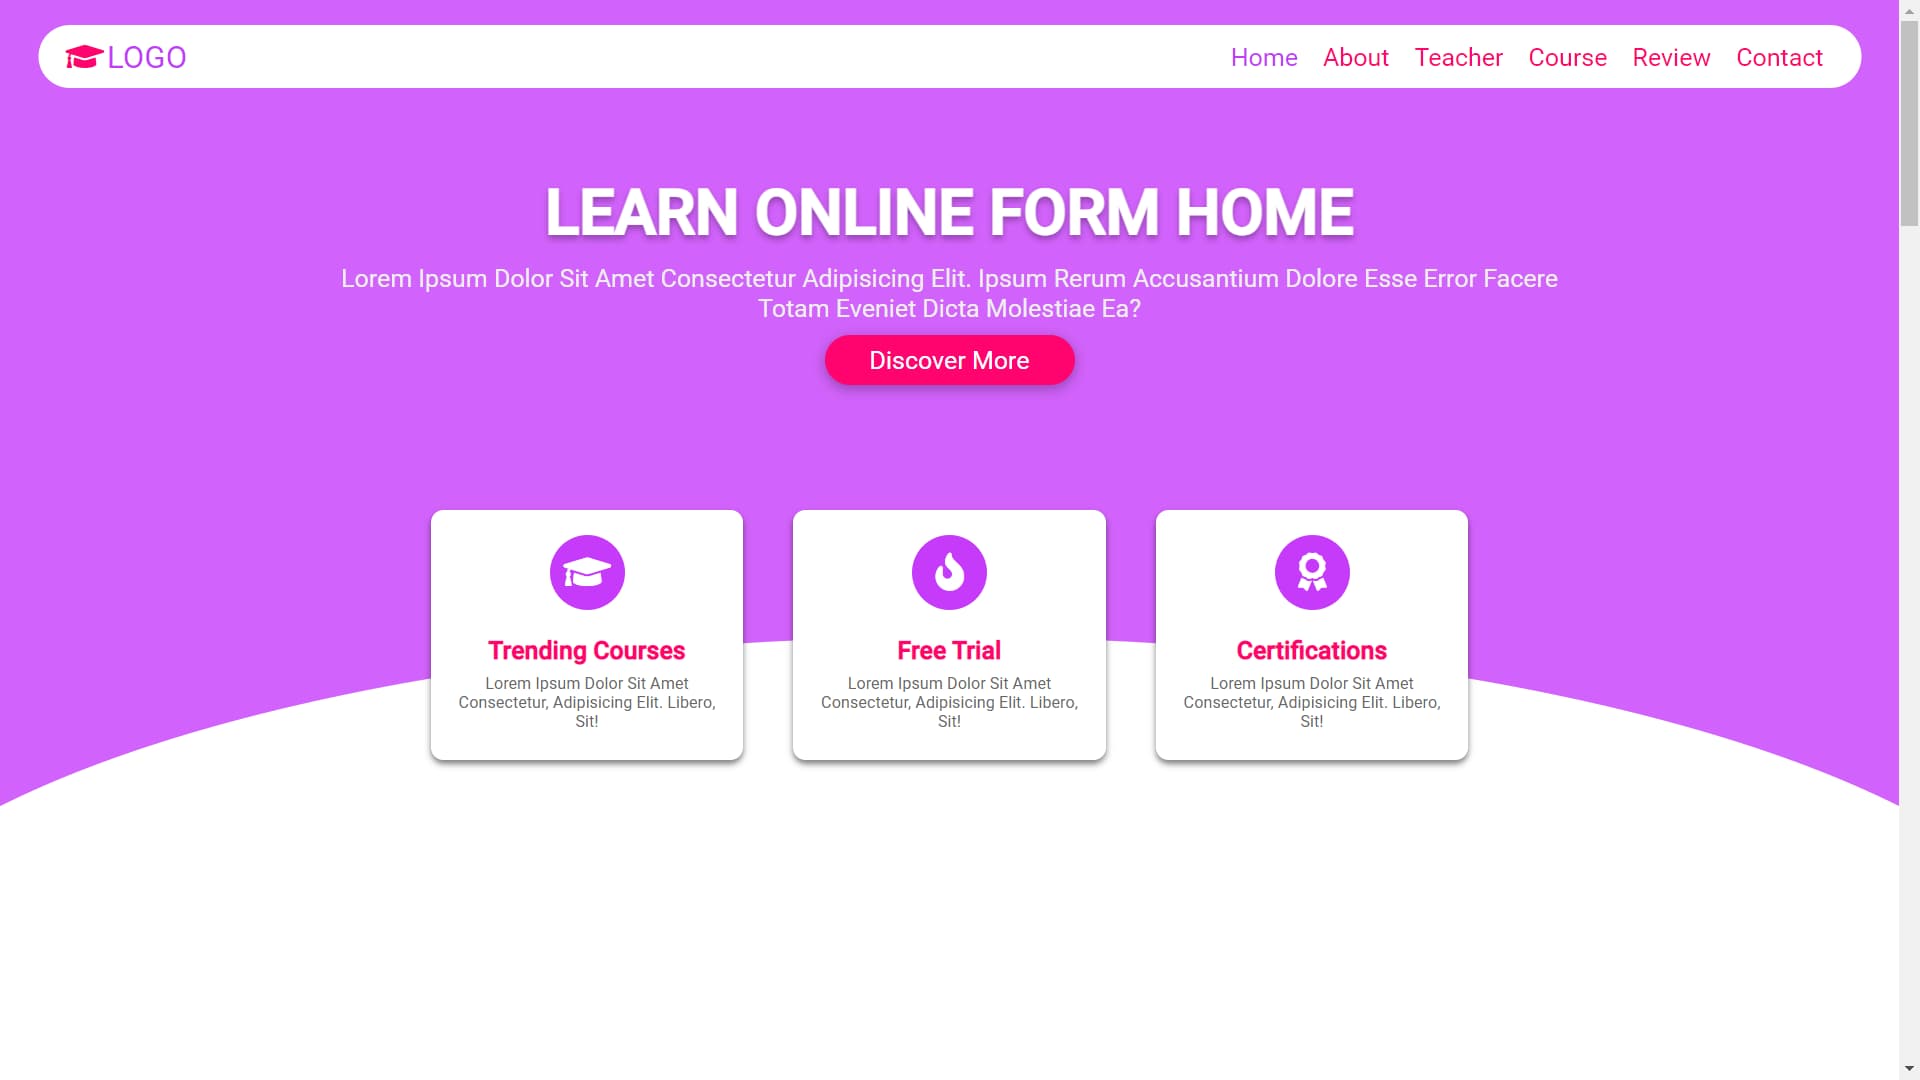 LOGO
Home About Teacher Course Review Contact
LEARN ONLINE FORM HOME
Lorem Ipsum Dolor Sit Amet Consectetur Adipisicing Elit. Ipsum Rerum Accusantium Dolore Esse Error Facere
Totam Eveniet Dicta Molestiae Ea?
Discover More
Trending Courses
Lorem Ipsum Dolor Sit Amet
Consectetur, Adipisicing Elit. Libero,
Sit!
Free Trial
Lorem Ipsum Dolor Sit Amet
Consectetur, Adipisicing Elit. Libero,
Sit!
Certifications
Lorem Ipsum Dolor Sit Amet
Consectetur, Adipisicing Elit. Libero,
Sit!